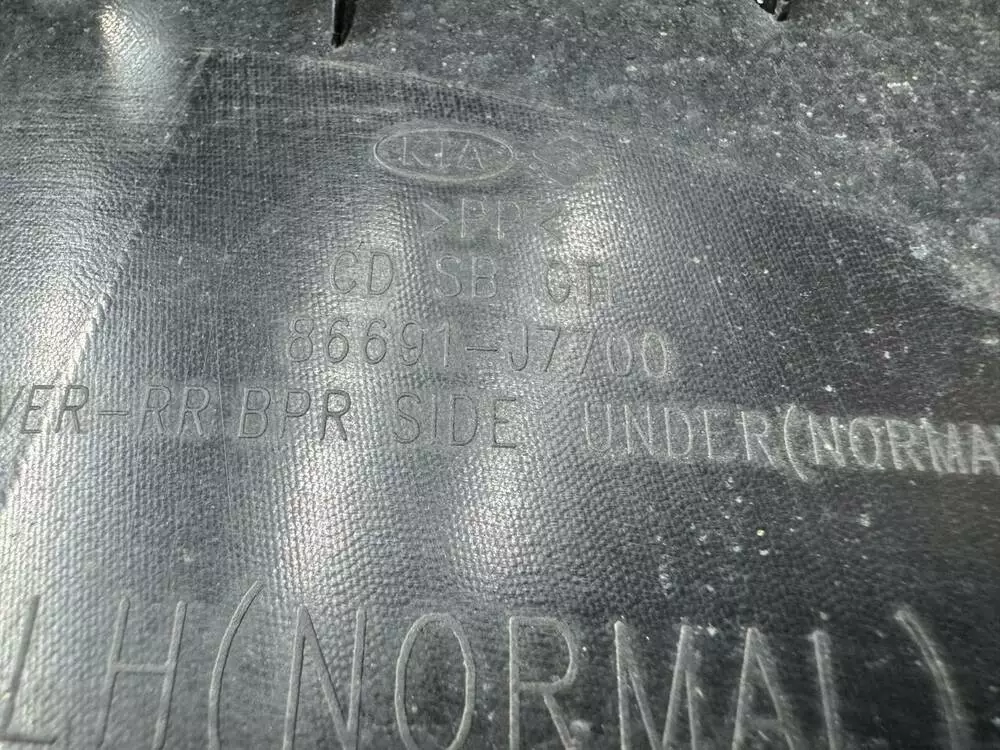 KIA
>PP<
CD SB GT
86691-J7700
VER-RR BPR SIDE UNDER(NORMA
LH(NORMAL)